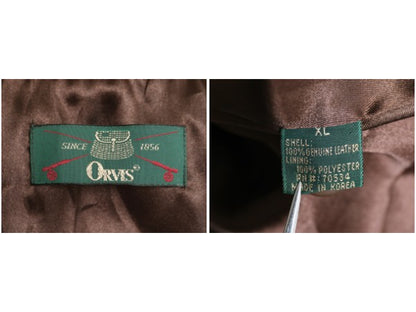 SINCE 1856
ORVIS
XL
SHELL:
100% GENUINE LEATHER
LINING:
100% POLYESTER
RN #: 70534
MADE IN KOREA